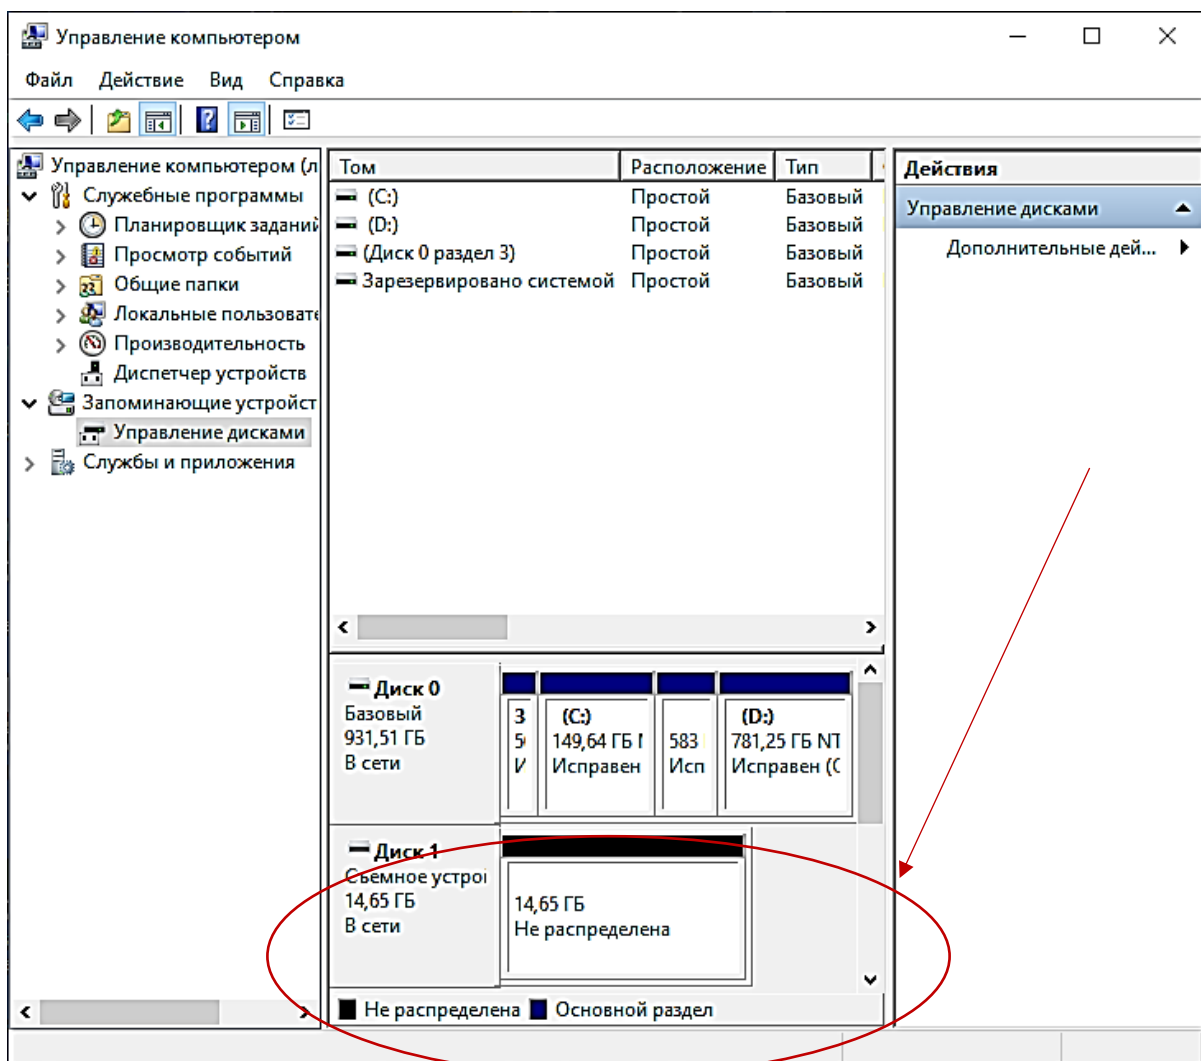 Управление компьютером
Файл Действие Вид Справка
Управление компьютером (л
Служебные программы
Планировщик заданий
Просмотр событий
Общие папки
Локальные пользовате
Производительность
Диспетчер устройств
Запоминающие устройст
Управление дисками
Службы и приложения
Том Расположение Тип
(C:) Простой Базовый
(D:) Простой Базовый
(Диск 0 раздел 3) Простой Базовый
Зарезервировано системой Простой Базовый
Действия
Управление дисками
Дополнительные дей...
Диск 0
Базовый
931,51 ГБ
В сети
З
И
(C:)
149,64 ГБ
Исправен
583
Исп
(D:)
781,25 ГБ NT
Исправен (С
Диск 1
Съемное устрой
14,65 ГБ
В сети
14,65 ГБ
Не распределена
Не распределена Основной раздел